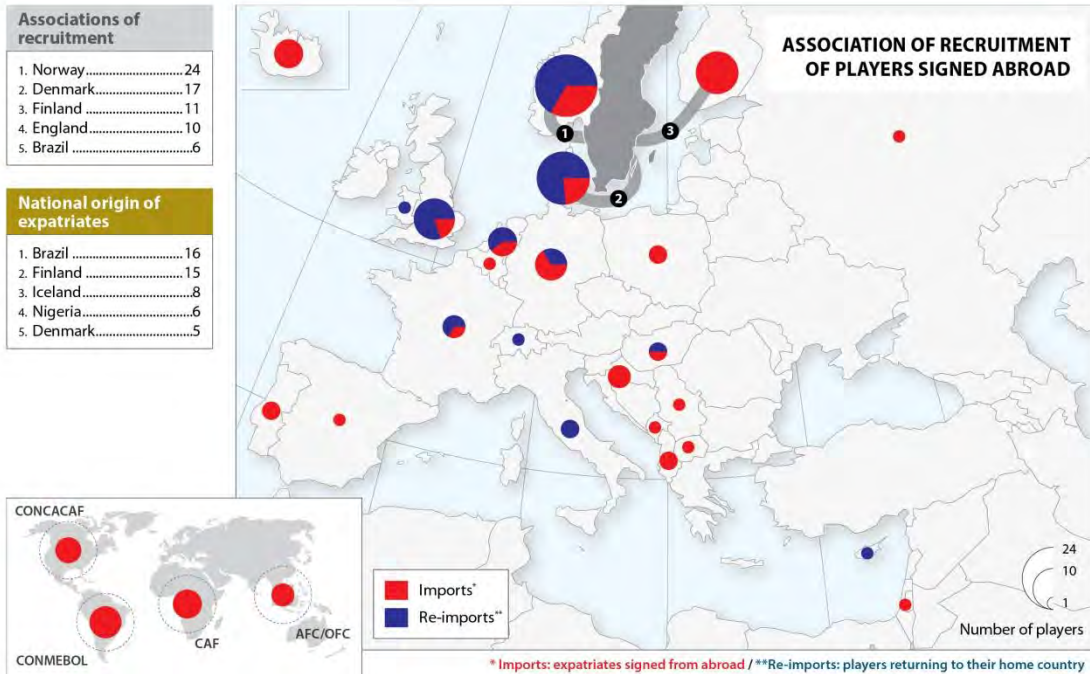 Associations of
recruitment
1. Norway..........................24
2. Denmark......................17
3. Finland.........................11
4. England........................10
5. Brazil..............................6
National origin of
expatriates
1. Brazil.............................16
2. Finland.........................15
3. Iceland...........................8
4. Nigeria...........................6
5. Denmark........................5
ASSOCIATION OF RECRUITMENT
OF PLAYERS SIGNED ABROAD
1
3
2
CONCACAF
CONMEBOL
CAF
AFC/OFC
Imports*
Re-imports**
24
10
1
Number of players
* Imports: expatriates signed from abroad / **Re-imports: players returning to their home country